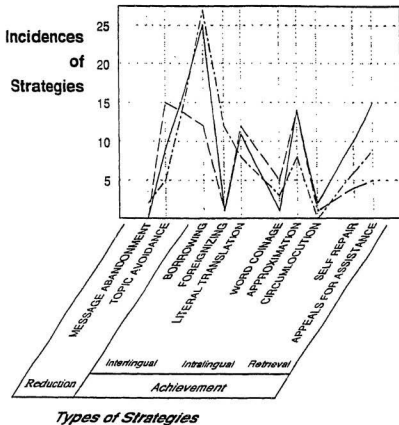 Incidences
of
Strategies
25
20
15
10
5
MESSAGE ABANDONMENT
TOPIC AVOIDANCE
BORROWING
FOREIGNIZING
LITERAL TRANSLATION
WORD COINAGE
APPROXIMATION
CIRCUMLOCUTION
SELF REPAIR
APPEALS FOR ASSISTANCE
Interlingual
Intralingual
Retrieval
Reduction
Achievement
Types of Strategies